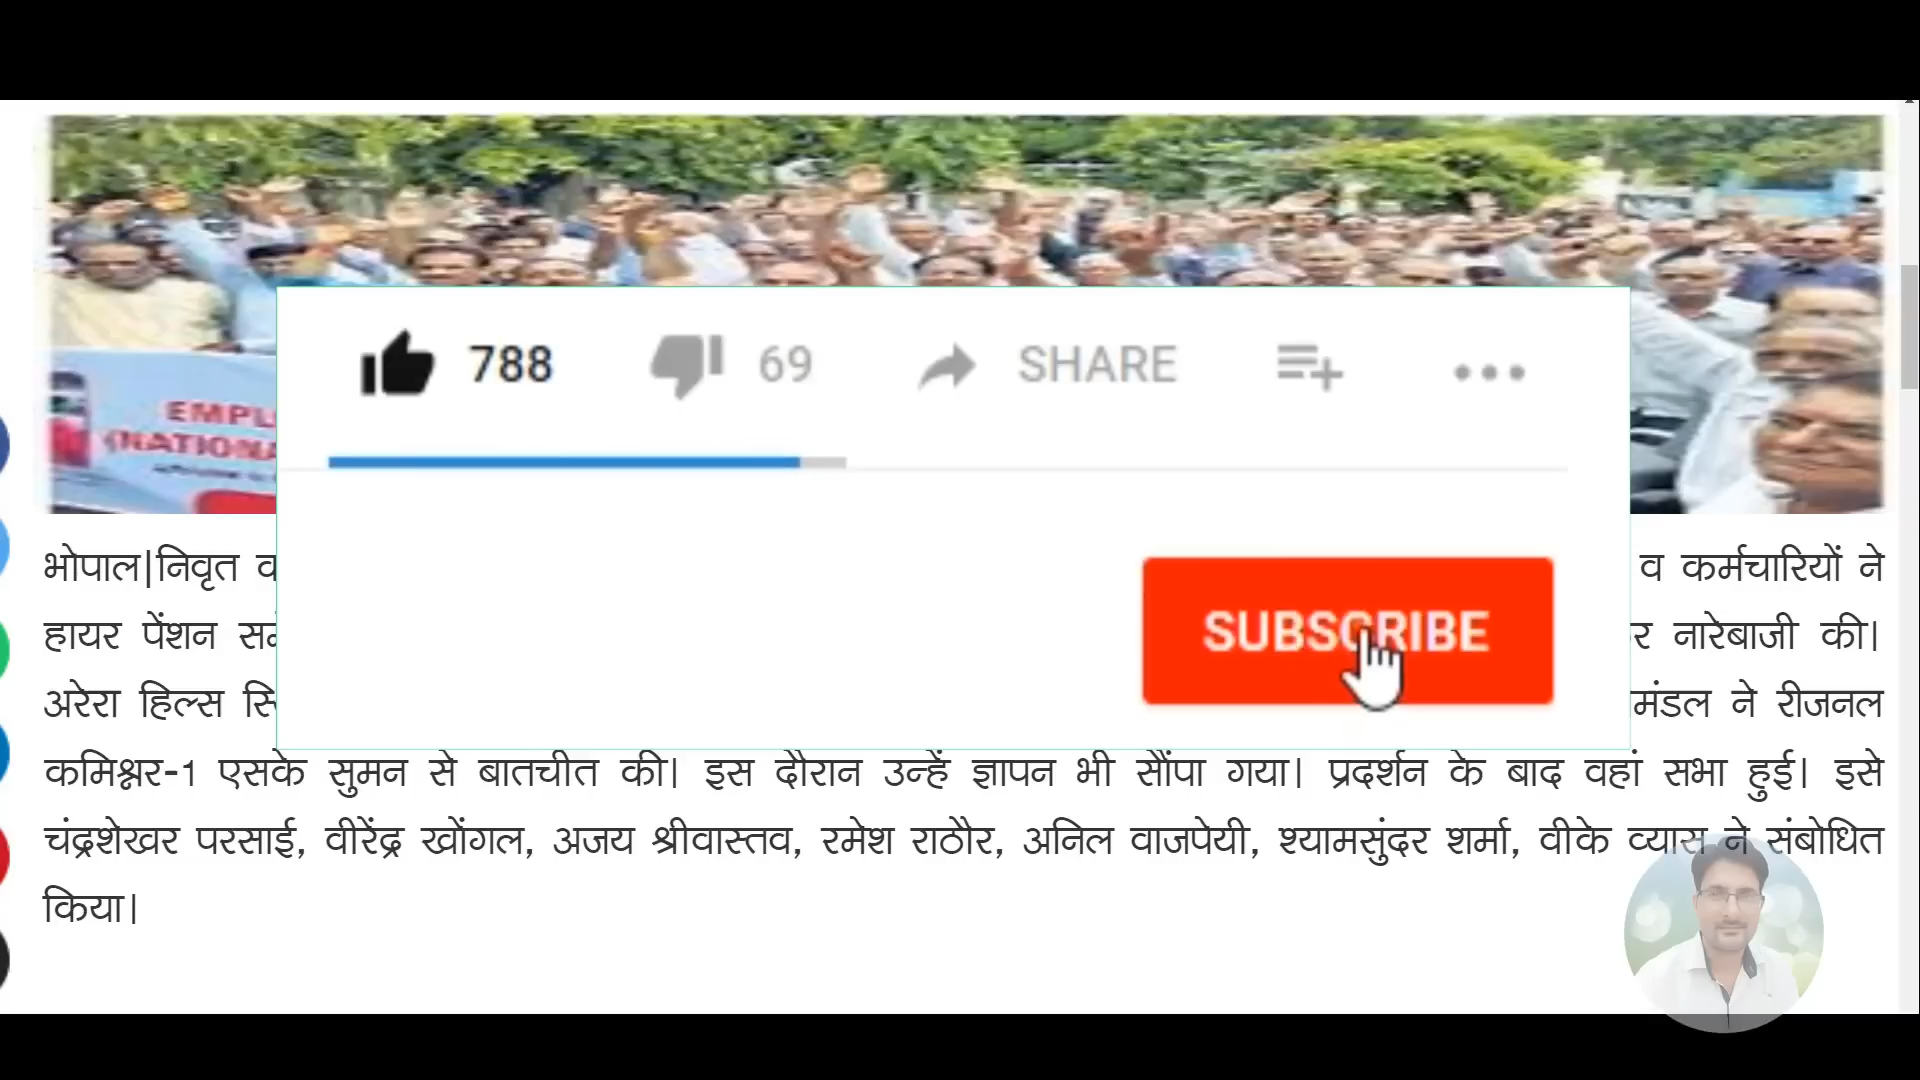 788 69 SHARE
EMPL
(NATIONA
SUBSCRIBE
भोपाल|निवृत व कर्मचारियों ने
हायर पेंशन नारेबाजी की।
अरेरा हिल्स मंडल ने रीजनल
कमिश्नर-1 एसके सुमन से बातचीत की। इस दौरान उन्हें ज्ञापन भी सौंपा गया। प्रदर्शन के बाद वहां सभा हुई। इसे
चंद्रशेखर परसाई, वीरेंद्र खोंगल, अजय श्रीवास्तव, रमेश राठौर, अनिल वाजपेयी, श्यामसुंदर शर्मा, वीके व्यास ने संबोधित
किया।